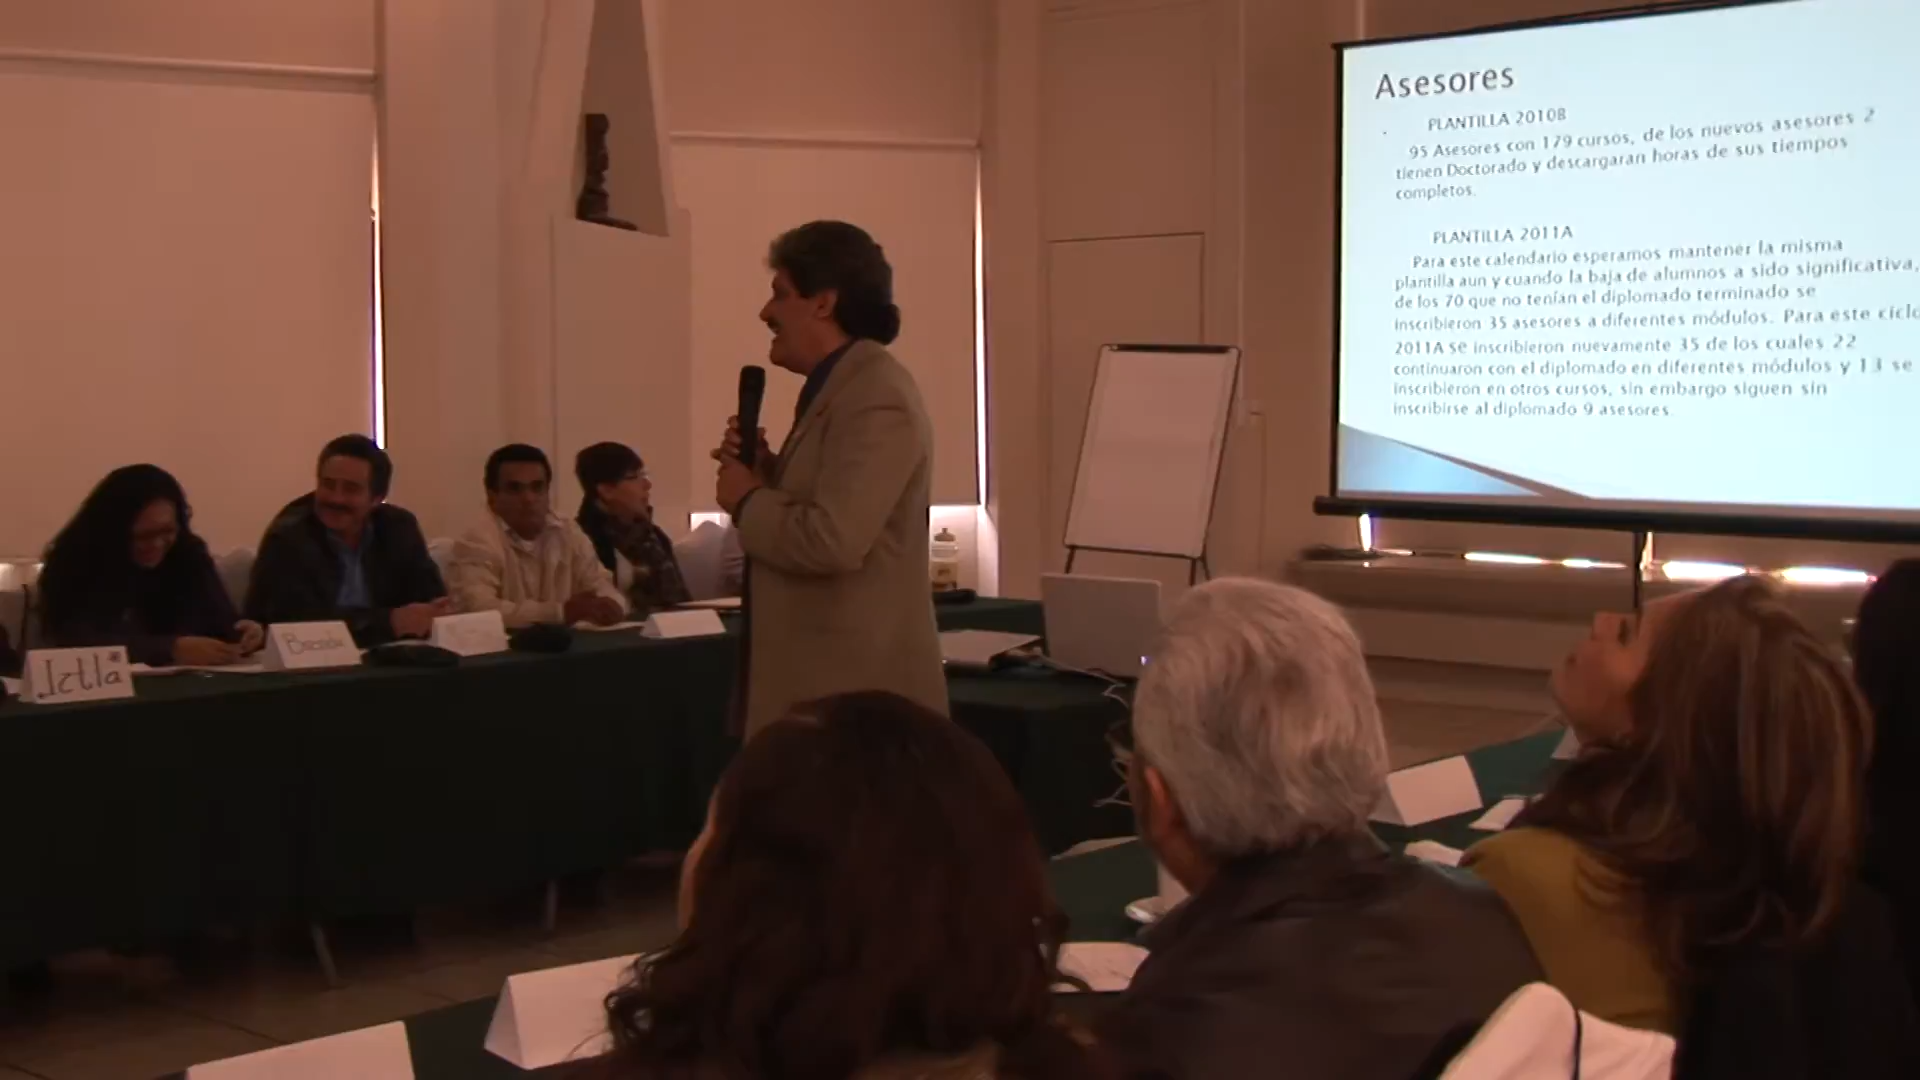 Asesores
PLANTILLA 2010B
95 Asesores con 179 cursos, de los nuevos asesores 2
tienen Doctorado y descargaran horas de sus tiempos
completos.
PLANTILLA 2011A
Para este calendario esperamos mantener la misma
plantilla aun y cuando la baja de alumnos a sido significativa,
de los 70 que no tenían el diplomado terminado se
inscribieron 35 asesores a diferentes módulos. Para este ciclo
2011A se inscribieron nuevamente 35 de los cuales 22
continuaron con el diplomado en diferentes módulos y 13 se
inscribieron en otros cursos, sin embargo siguen sin
inscribirse al diplomado 9 asesores.
Ictla